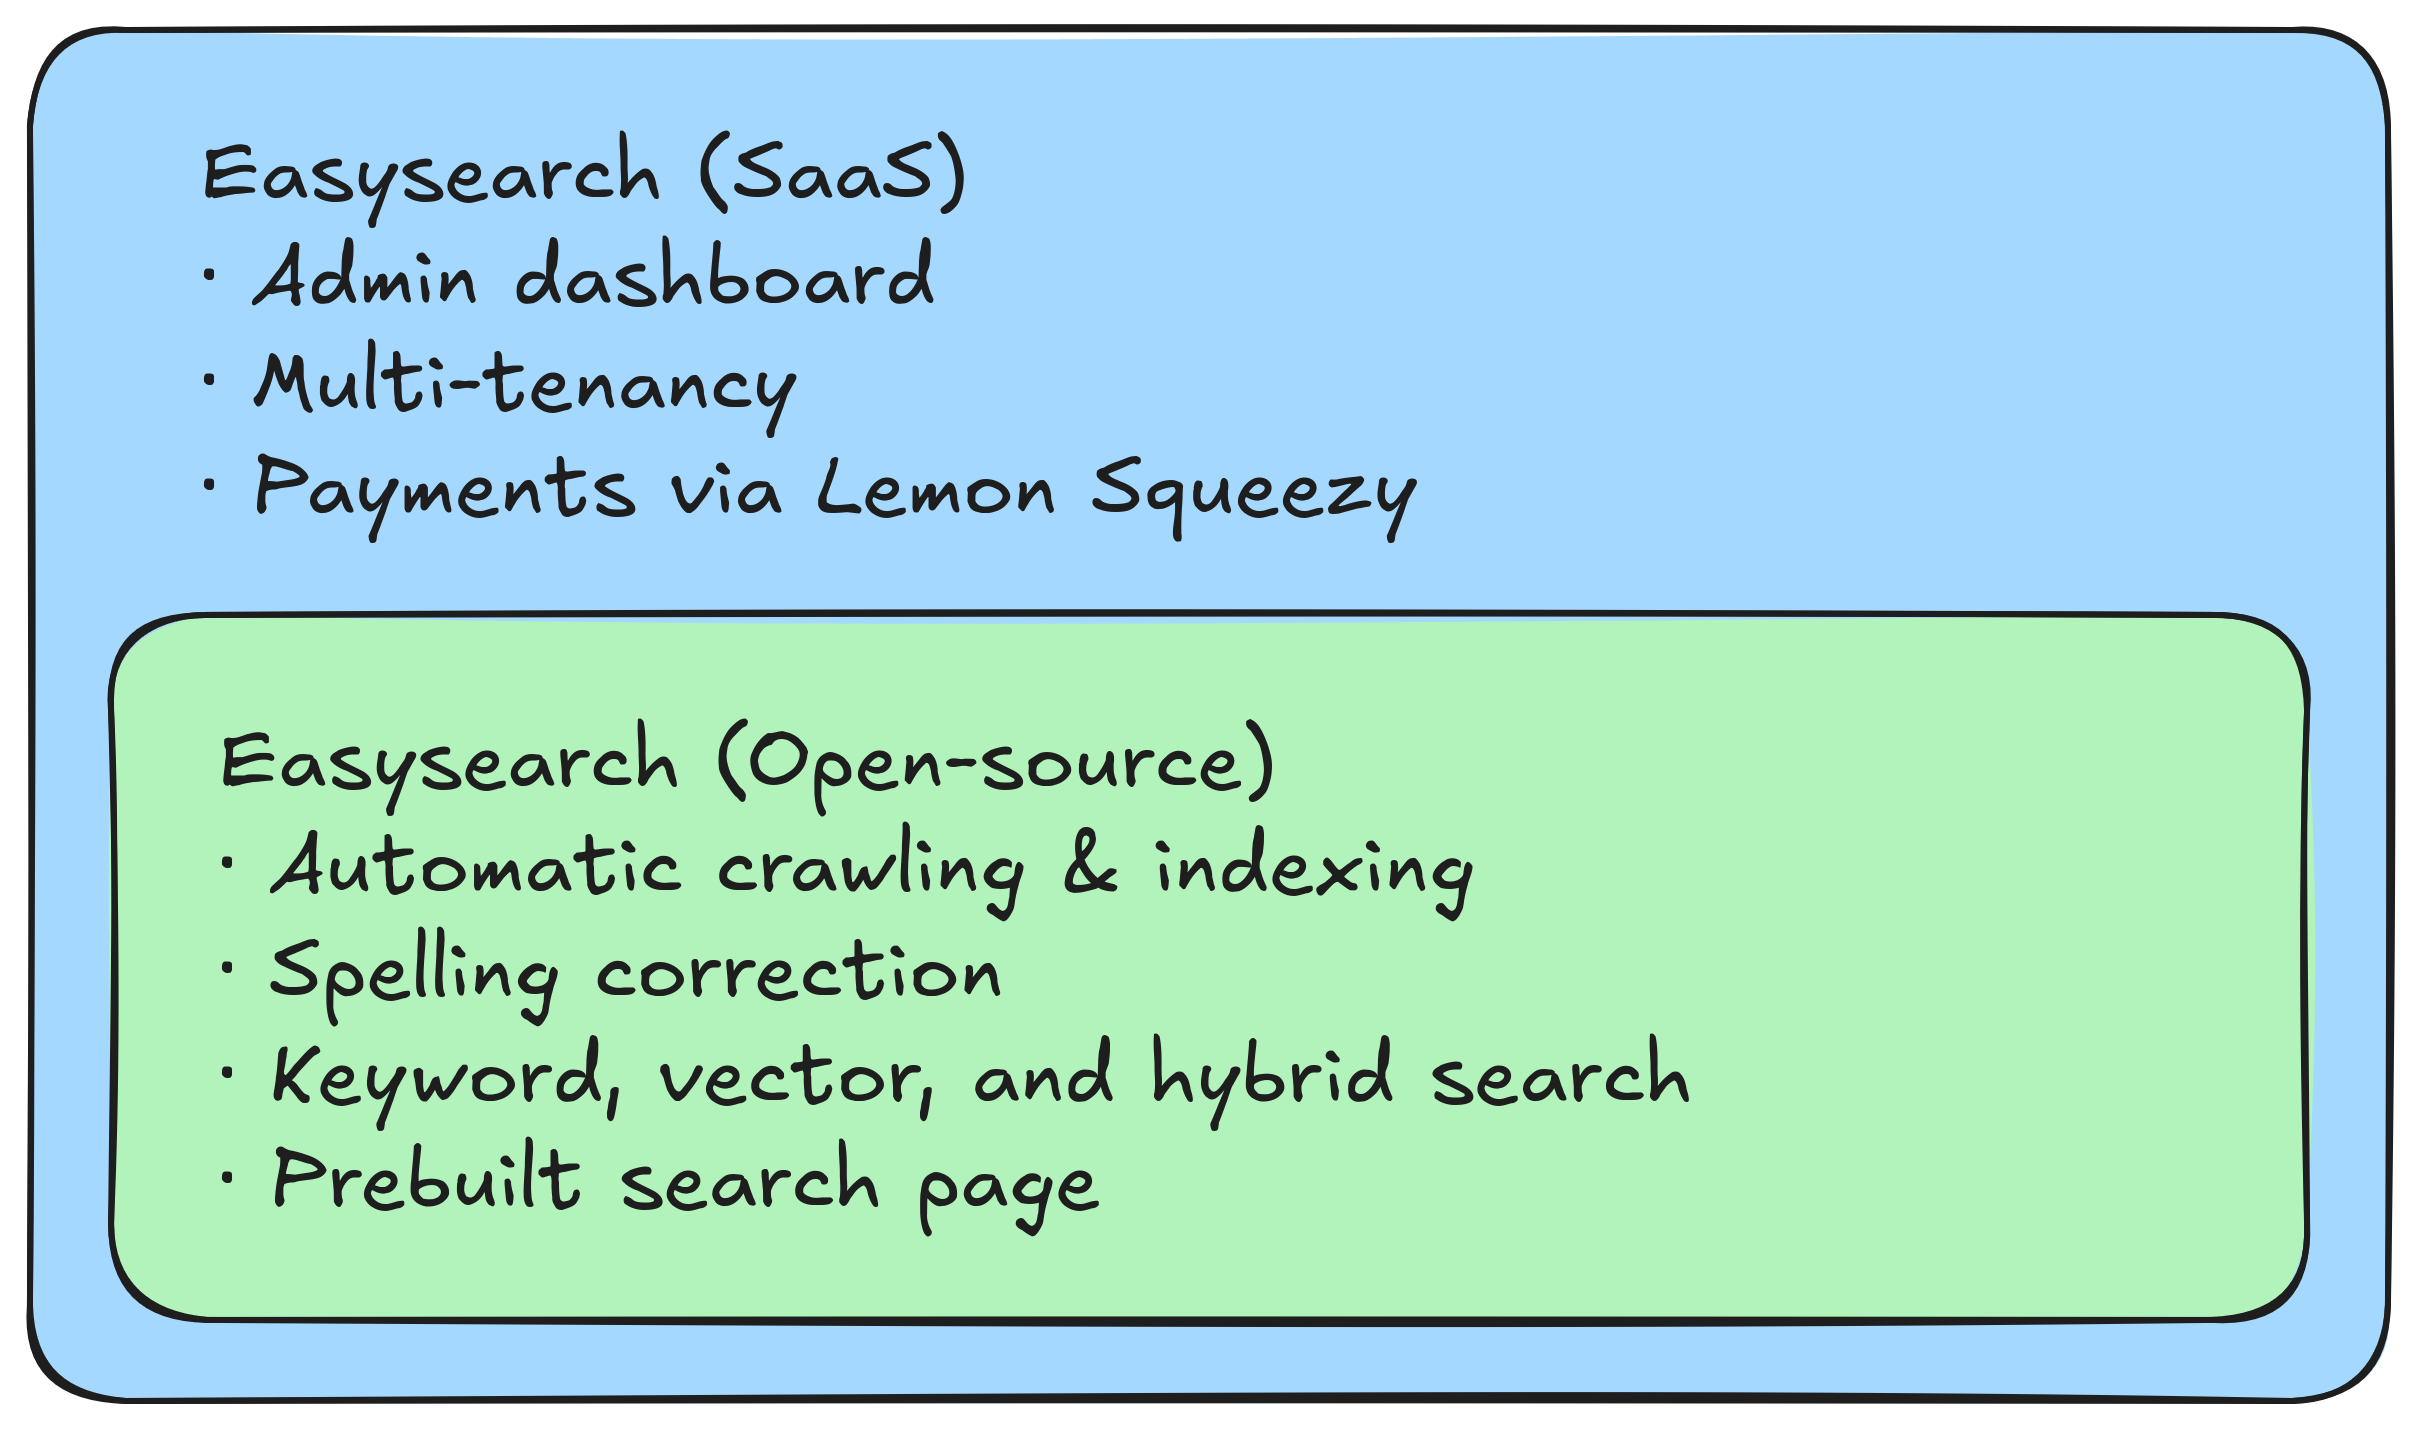 Easysearch (SaaS)
· Admin dashboard
· Multi-tenancy
· Payments via Lemon Squeezy
Easysearch (Open-source)
· Automatic crawling & indexing
· Spelling correction
· Keyword, vector, and hybrid search
· Prebuilt search page